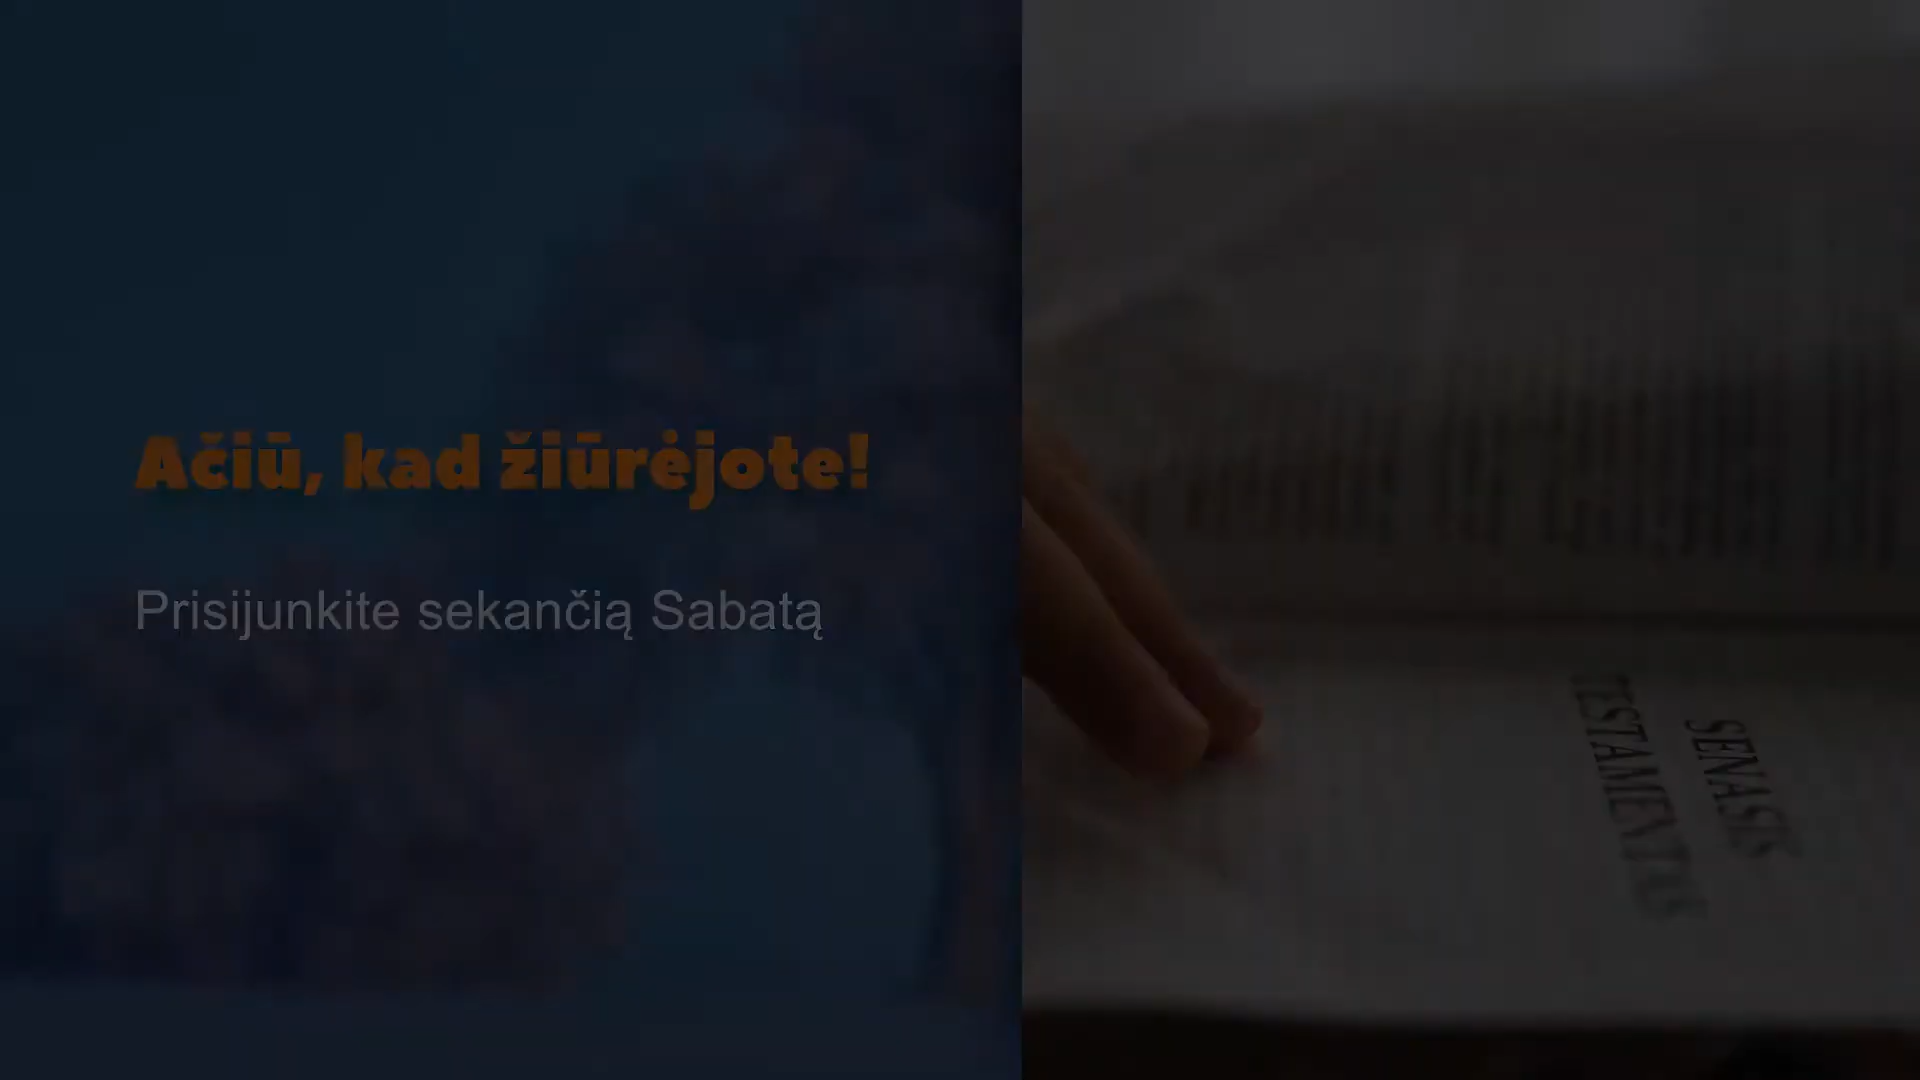 Ačiū, kad žiūrėjote!
Prisijunkite sekančią Sabatą
SENASIS
TESTAMENTAS